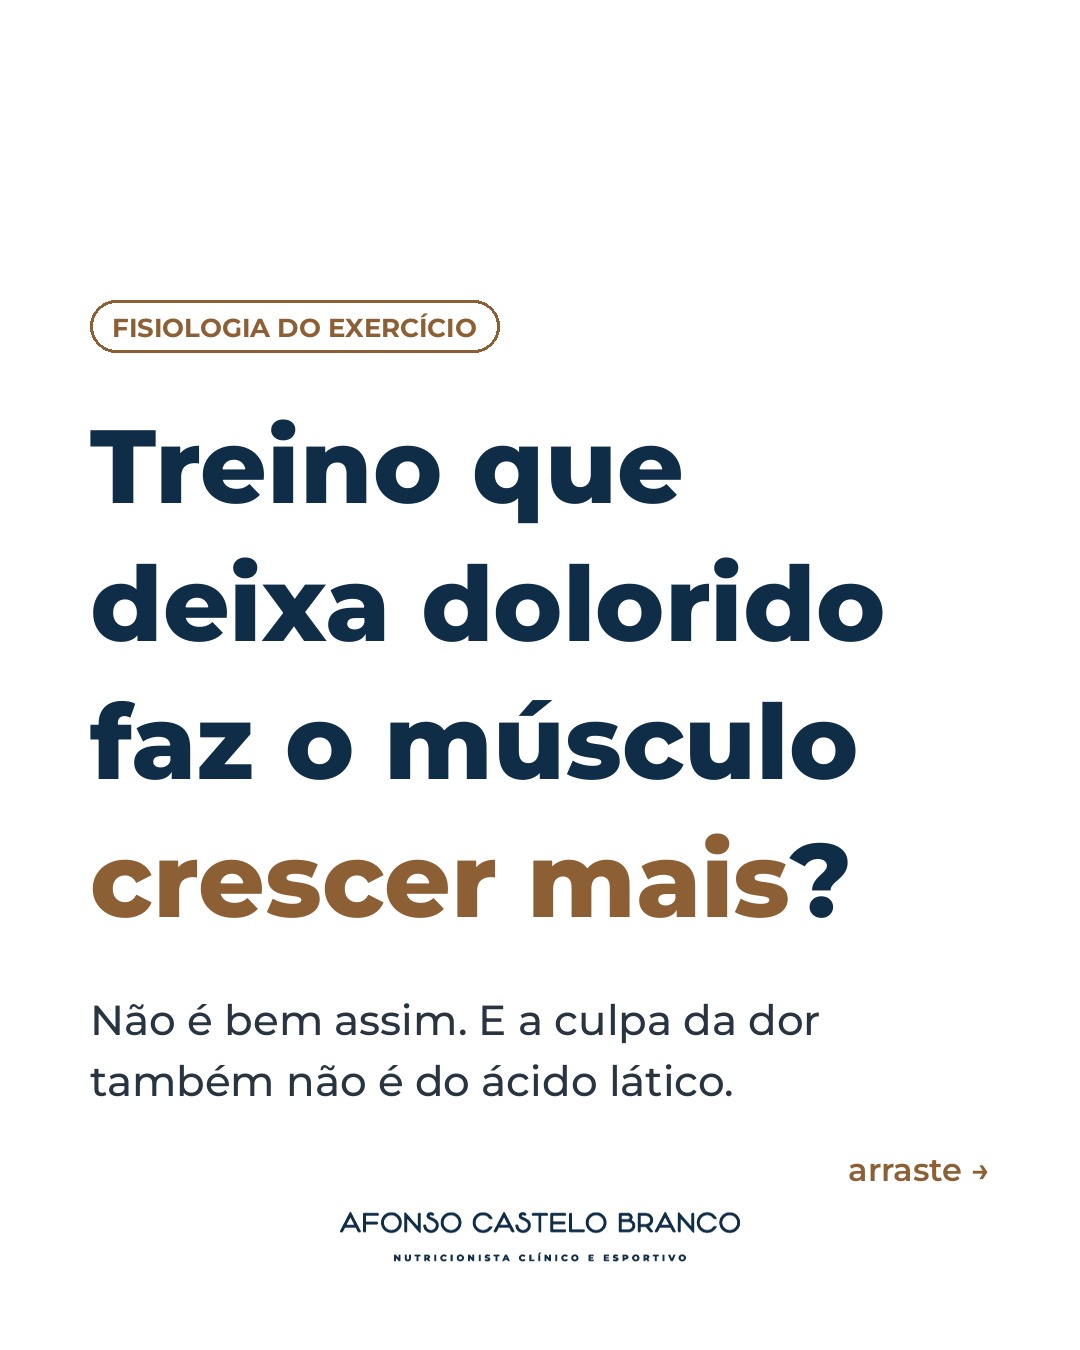 FISIOLOGIA DO EXERCÍCIO
Treino que
deixa dolorido
faz o músculo
crescer mais?
Não é bem assim. E a culpa da dor
também não é do ácido lático.
arraste →
AFONSO CASTELO BRANCO
NUTRICIONISTA CLÍNICO E ESPORTIVO